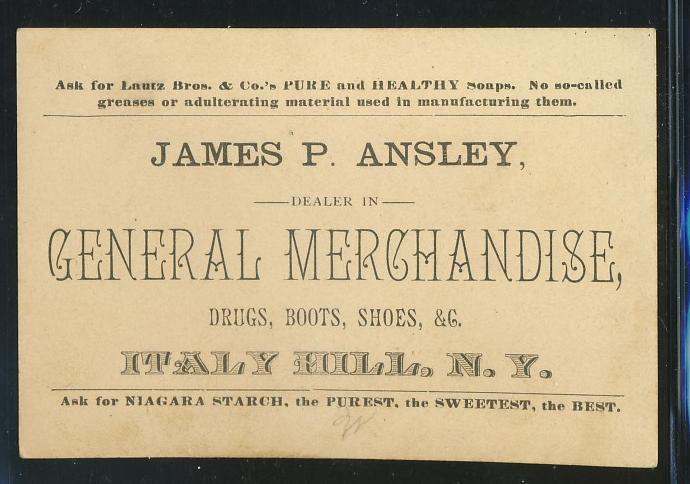 Ask for Lautz Bros. & Co.'s PURE and HEALTHY Soaps. No so-called
greases or adulterating material used in manufacturing them.
JAMES P. ANSLEY,
DEALER IN
GENERAL MERCHANDISE,
DRUGS, BOOTS, SHOES, &C.
ITALY HILL, N. Y.
Ask for NIAGARA STARCH, the PUREST, the SWEETEST, the BEST.